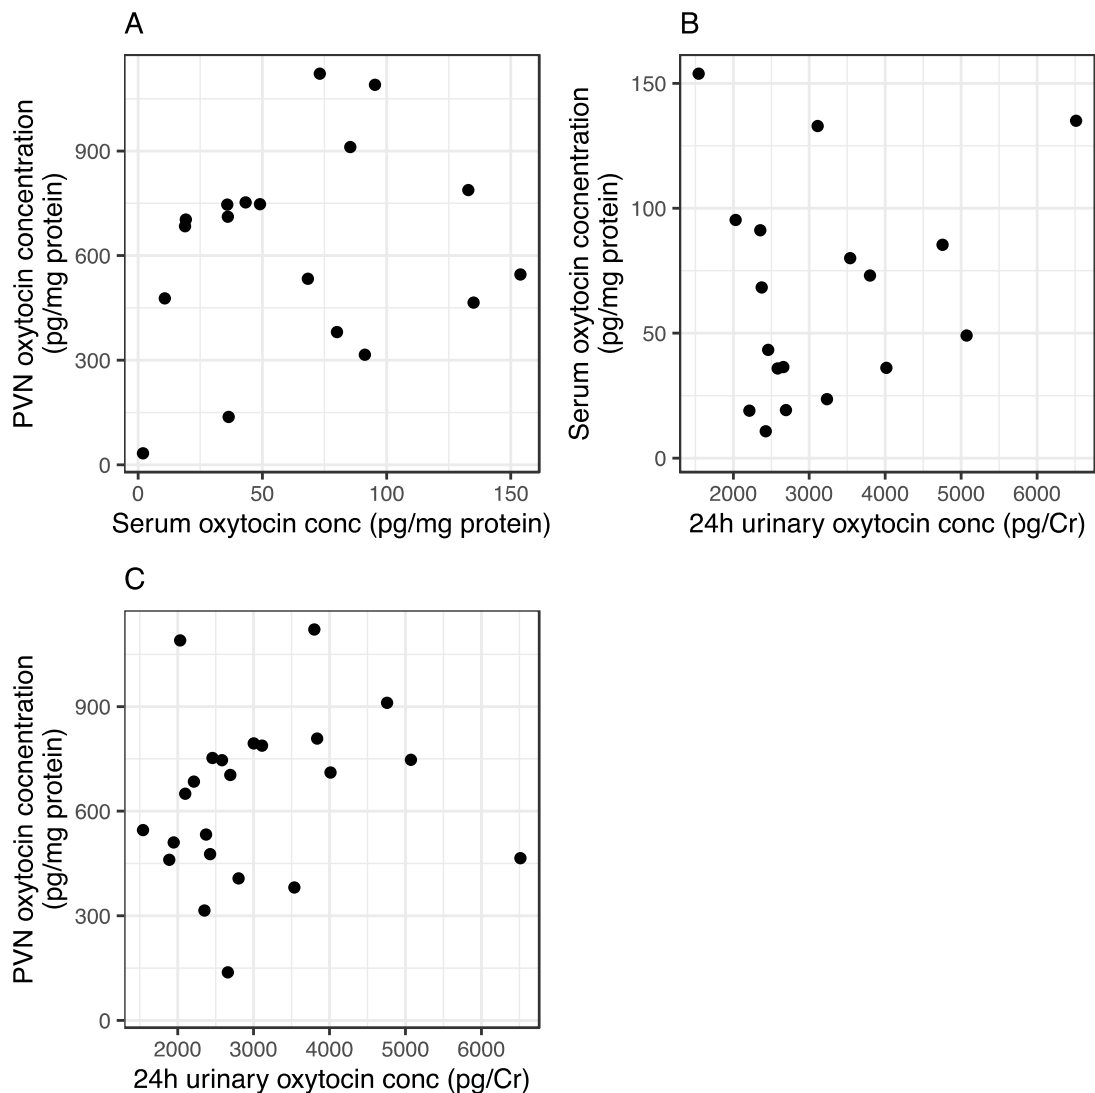 A
PVN oxytocin concentration
(pg/mg protein)
900
600
300
0
0 50 100 150
Serum oxytocin conc (pg/mg protein)
B
Serum oxytocin cocnentration
(pg/mg protein)
150
100
50
0
2000 3000 4000 5000 6000
24h urinary oxytocin conc (pg/Cr)
C
PVN oxytocin cocnentration
(pg/mg protein)
900
600
300
0
2000 3000 4000 5000 6000
24h urinary oxytocin conc (pg/Cr)